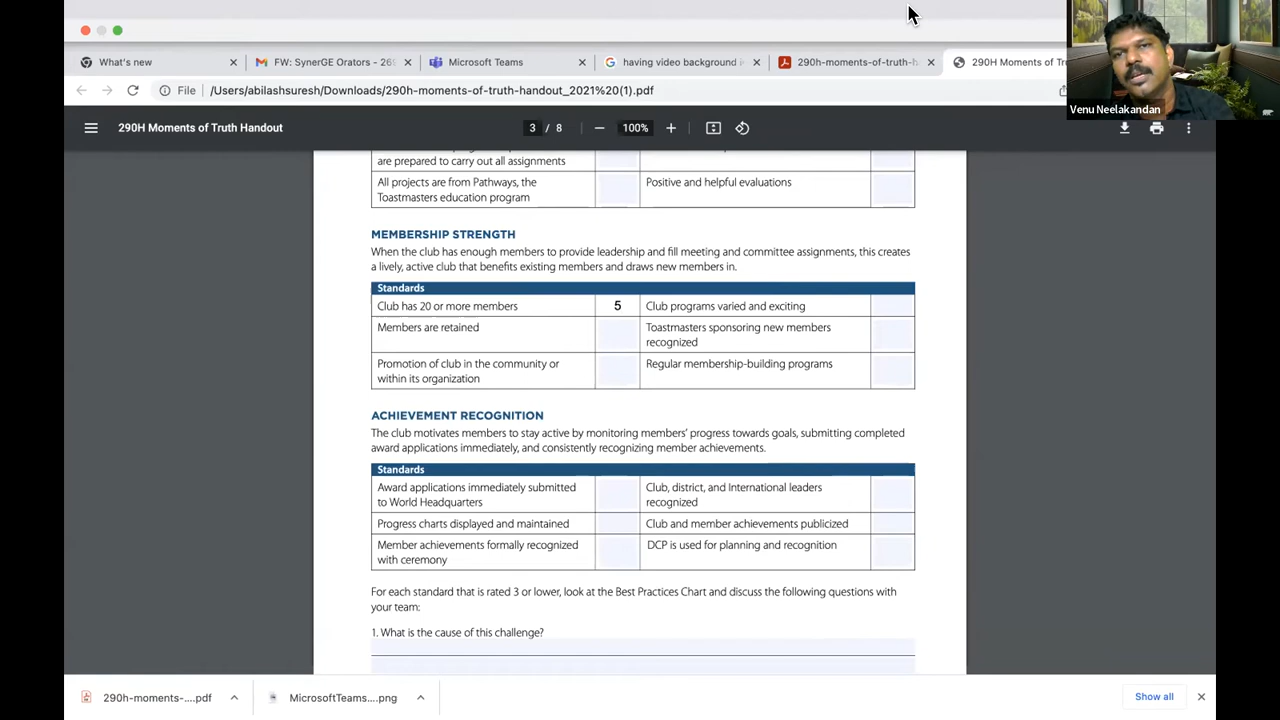 What's new
FW: SynerGE Orators - 269
Microsoft Teams
having video background i
290h-moments-of-truth-h
290H Moments of Tru
File
/Users/abilashsuresh/Downloads/290h-moments-of-truth-handout_2021%20(1).pdf
Venu Neelakandan
290H Moments of Truth Handout
3 / 8
100%
are prepared to carry out all assignments
All projects are from Pathways, the
Toastmasters education program
Positive and helpful evaluations
MEMBERSHIP STRENGTH
When the club has enough members to provide leadership and fill meeting and committee assignments, this creates
a lively, active club that benefits existing members and draws new members in.
Standards
Club has 20 or more members
5
Club programs varied and exciting
Members are retained
Toastmasters sponsoring new members
recognized
Promotion of club in the community or
within its organization
Regular membership-building programs
ACHIEVEMENT RECOGNITION
The club motivates members to stay active by monitoring members' progress towards goals, submitting completed
award applications immediately, and consistently recognizing member achievements.
Standards
Award applications immediately submitted
to World Headquarters
Club, district, and International leaders
recognized
Progress charts displayed and maintained
Club and member achievements publicized
Member achievements formally recognized
with ceremony
DCP is used for planning and recognition
For each standard that is rated 3 or lower, look at the Best Practices Chart and discuss the following questions with
your team:
1. What is the cause of this challenge?
290h-moments-....pdf
MicrosoftTeams....png
Show all